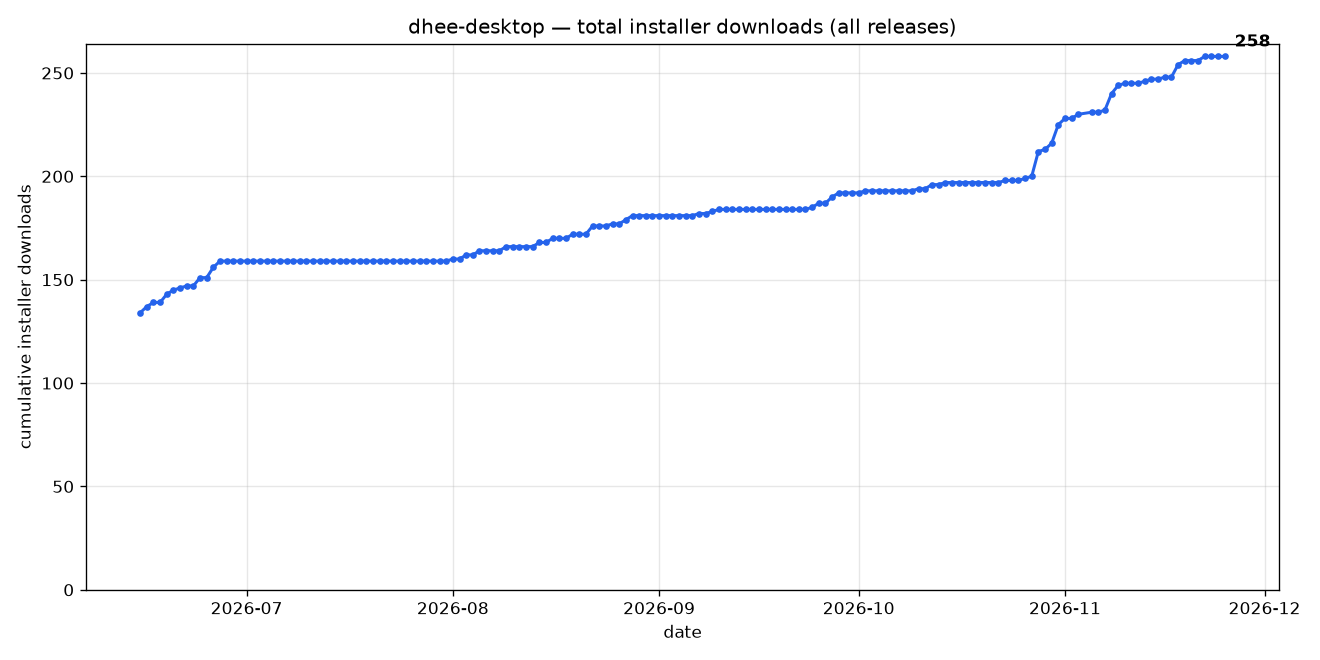 dhee-desktop — total installer downloads (all releases)
258
250
200
150
100
50
0
cumulative installer downloads
2026-07 2026-08 2026-09 2026-10 2026-11 2026-12
date